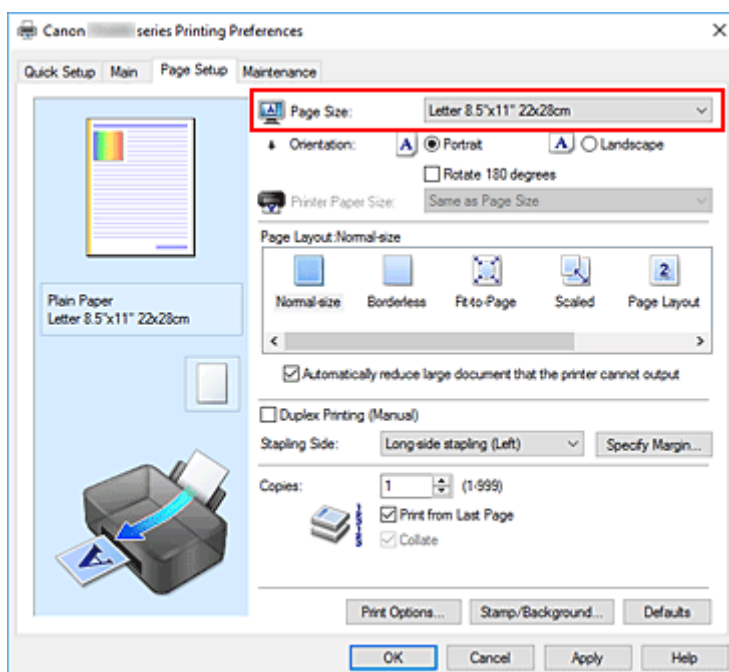 Canon series Printing Preferences
Quick Setup Main Page Setup Maintenance
Page Size: Letter 8.5"x11" 22x28cm
Orientation: A Portrait A Landscape
Rotate 180 degrees
Printer Paper Size: Same as Page Size
Page Layout:Normal-size
2
Normal-size Borderless Fit-to-Page Scaled Page Layout
Plain Paper
Letter 8.5"x11" 22x28cm
Automatically reduce large document that the printer cannot output
Duplex Printing (Manual)
Stapling Side: Long-side stapling (Left) Specify Margin...
Copies: 1 (1-999)
Print from Last Page
Collate
A
Print Options... Stamp/Background... Defaults
OK Cancel Apply Help